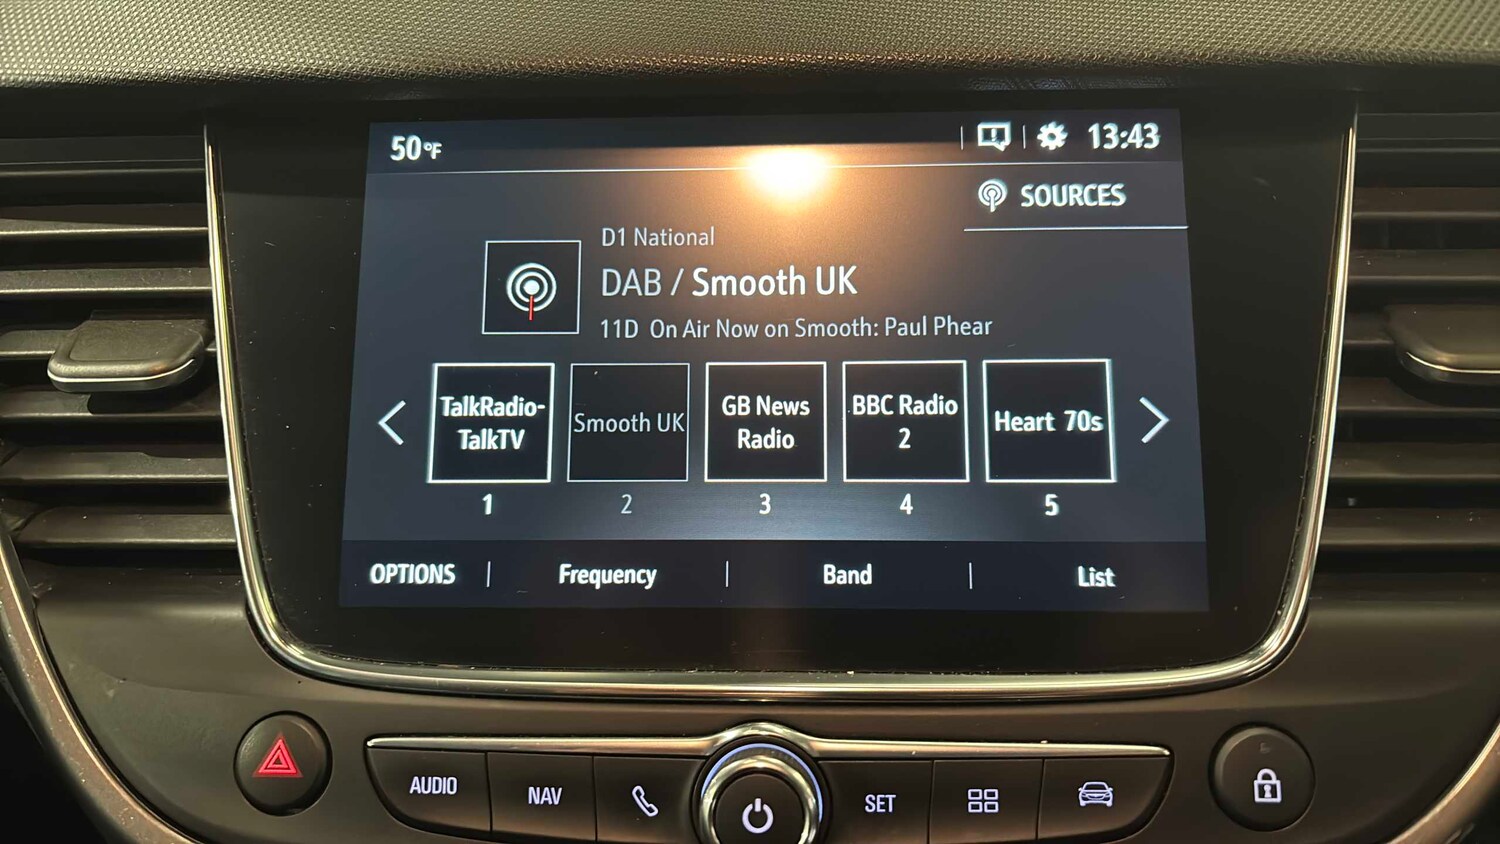 50°F
13:43
SOURCES
D1 National
DAB / Smooth UK
11D On Air Now on Smooth: Paul Phear
TalkRadio-
TalkTV
Smooth UK
GB News
Radio
BBC Radio
2
Heart 70s
1
2
3
4
5
OPTIONS
Frequency
Band
List
AUDIO
NAV
SET